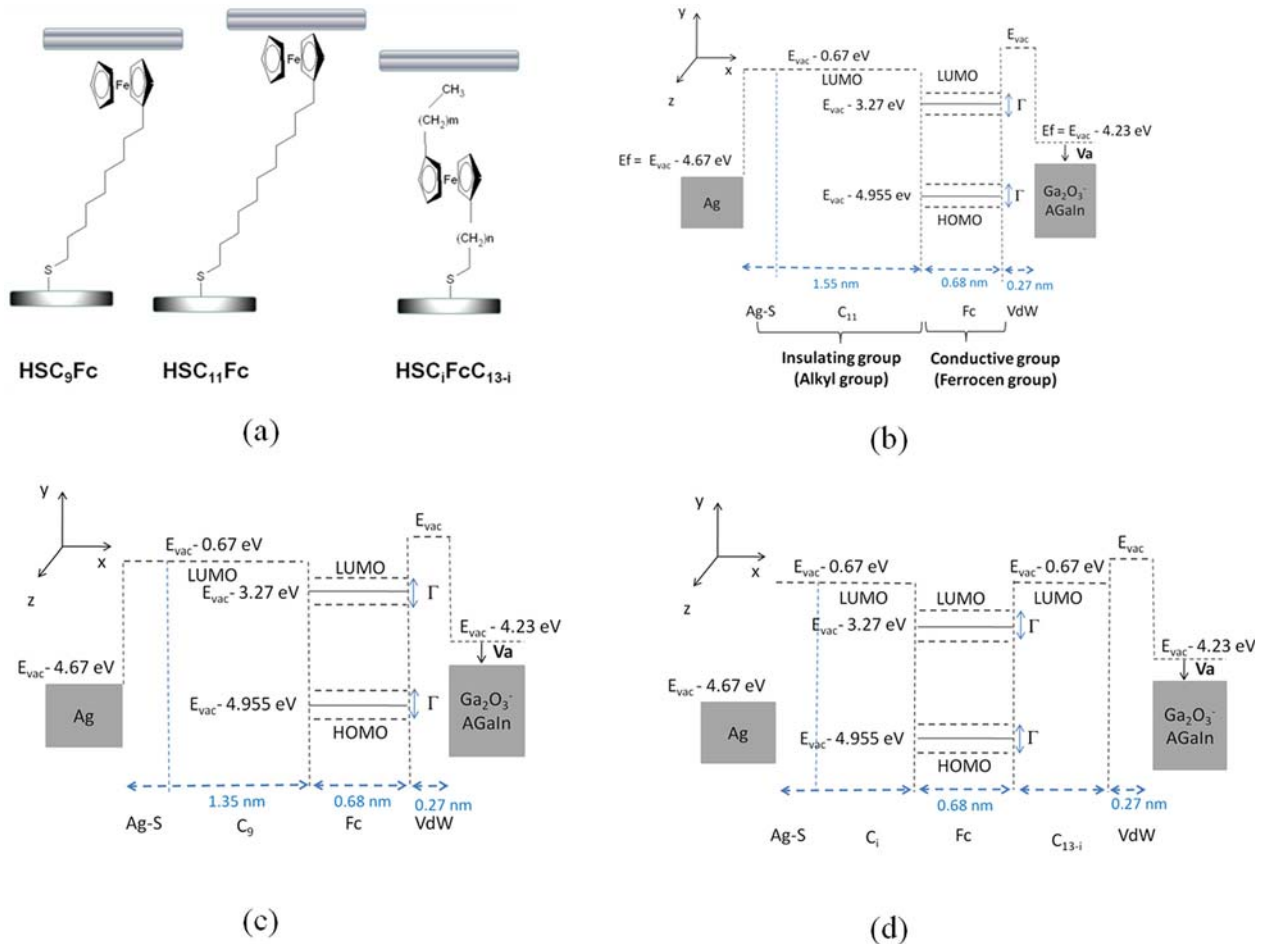 Fe
S
HSC9Fc
Fe
S
HSC11Fc
CH3
(CH2)m
Fe
(CH2)n
S
HSCiFcC13-i
(a)
y
x
z
Evac - 0.67 eV
LUMO
Evac
LUMO
Evac - 3.27 eV
Γ
Ef = Evac - 4.23 eV
Va
Ef = Evac - 4.67 eV
Ag
Ga2O3-
AGaIn
Evac - 4.955 ev
Γ
HOMO
1.55 nm
0.68 nm
0.27 nm
Ag-S
C11
Fc
VdW
Insulating group
(Alkyl group)
Conductive group
(Ferrocen group)
(b)
y
x
z
Evac - 0.67 eV
LUMO
Evac
LUMO
Evac - 3.27 eV
Γ
Evac - 4.23 eV
Va
Evac - 4.67 eV
Ag
Ga2O3-
AGaIn
Evac - 4.955 eV
Γ
HOMO
1.35 nm
0.68 nm
0.27 nm
Ag-S
C9
Fc
VdW
(c)
y
x
z
Evac - 0.67 eV
LUMO
LUMO
Evac - 0.67 eV
LUMO
Evac
Evac - 3.27 eV
Γ
Evac - 4.23 eV
Va
Evac - 4.67 eV
Ag
Ga2O3-
AGaIn
Evac - 4.955 eV
Γ
HOMO
0.68 nm
0.27 nm
Ag-S
Ci
Fc
C13-i
VdW
(d)